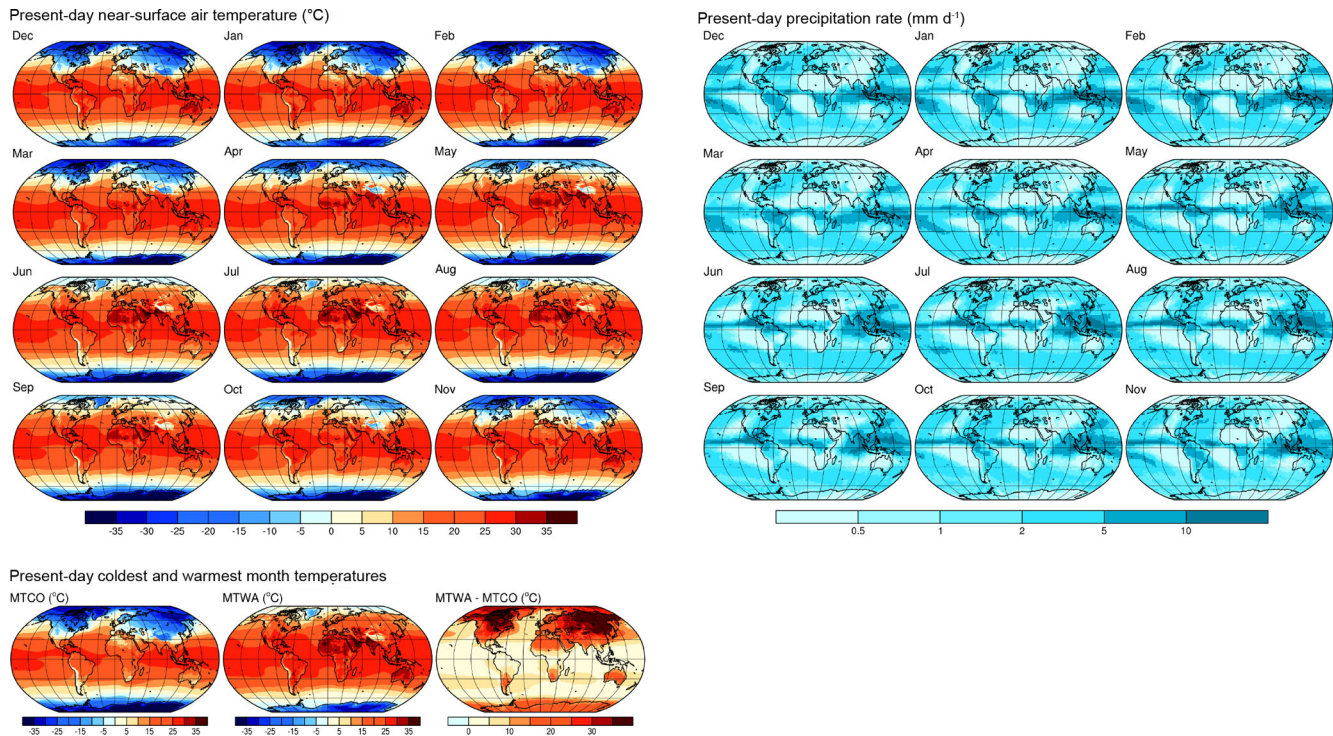 Present-day near-surface air temperature (°C)
Dec Jan Feb
Mar Apr May
Jun Jul Aug
Sep Oct Nov
-35 -30 -25 -20 -15 -10 -5 0 5 10 15 20 25 30 35
Present-day precipitation rate (mm d⁻¹)
Dec Jan Feb
Mar Apr May
Jun Jul Aug
Sep Oct Nov
0.5 1 2 5 10
Present-day coldest and warmest month temperatures
MTCO (°C) MTWA (°C) MTWA - MTCO (°C)
-35 -25 -15 -5 5 15 25 35
-35 -25 -15 -5 5 15 25 35
0 10 20 30